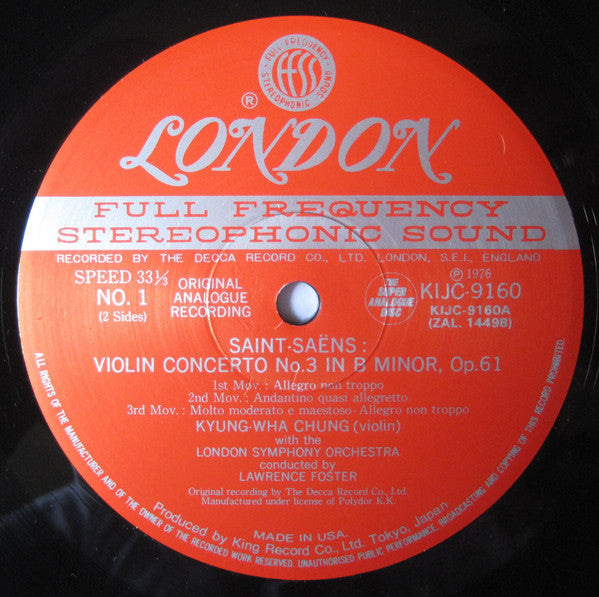 FULL·FREQUENCY
ffss
STEREOPHONIC SOUND
®
LONDON
FULL FREQUENCY
STEREOPHONIC SOUND
RECORDED BY THE DECCA RECORD CO., LTD. LONDON, S.E.I., ENGLAND
SPEED 33⅓
NO. 1
(2 Sides)
ORIGINAL
ANALOGUE
RECORDING
THE
SUPER
ANALOGUE
DISC
Ⓟ 1976
KIJC-9160
KIJC-9160A
(ZAL. 14498)
SAINT-SAËNS :
VIOLIN CONCERTO No.3 IN B MINOR, Op.61
1st Mov. : Allegro non troppo
2nd Mov. : Andantino quasi allegretto
3rd Mov. : Molto moderato e maestoso-Allegro non troppo
KYUNG-WHA CHUNG (violin)
with the
LONDON SYMPHONY ORCHESTRA
conducted by
LAWRENCE FOSTER
Original recording by The Decca Record Co., Ltd.
Manufactured under license of Polydor K.K.
MADE IN USA.
Produced by King Record Co., Ltd. Tokyo, Japan
ALL RIGHTS OF THE MANUFACTURER AND OF THE OWNER OF THE RECORDED WORK RESERVED. UNAUTHORISED PUBLIC PERFORMANCE, BROADCASTING AND COPYING OF THIS RECORD PROHIBITED.